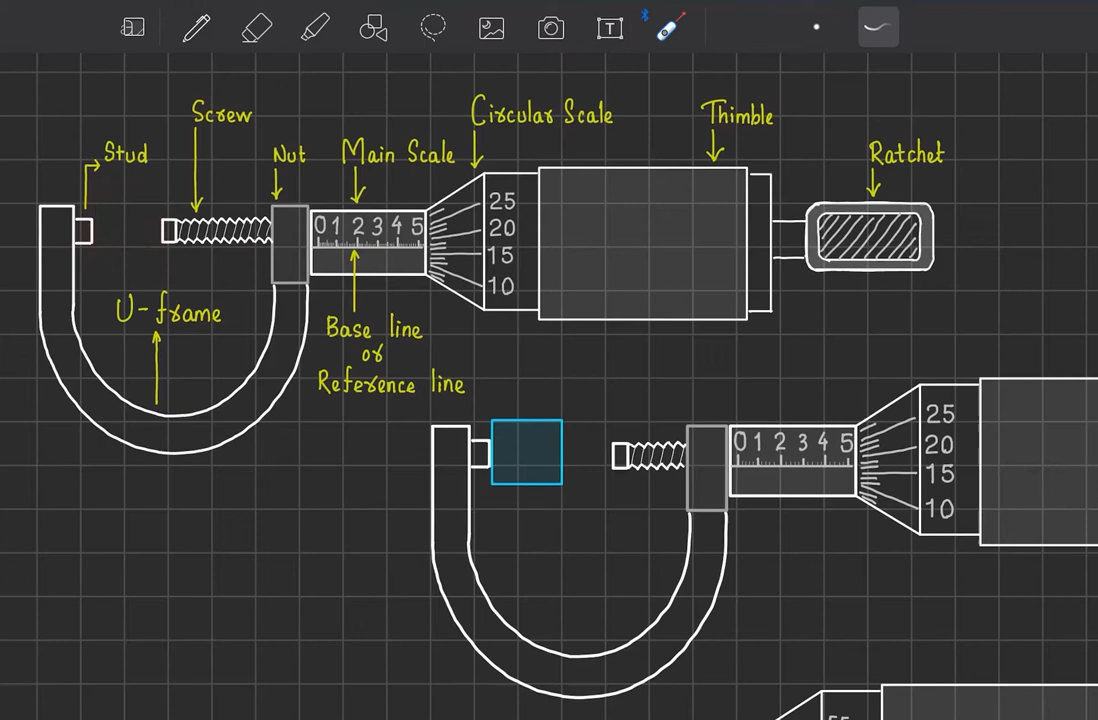 T
Screw
Circular Scale
Thimble
Stud
Nut
Main Scale
Ratchet
0 1 2 3 4 5
25
20
15
10
U-frame
Base line
or
Reference line
0 1 2 3 4 5
25
20
15
10